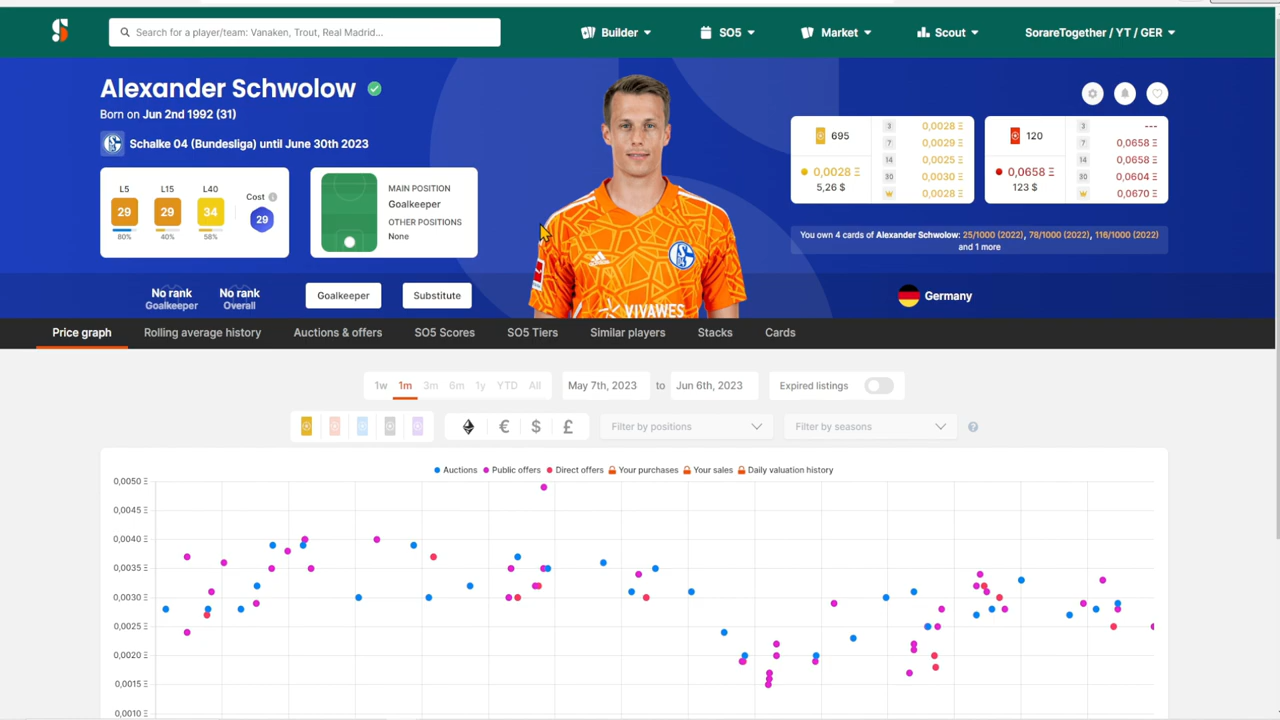 Search for a player/team: Vanaken, Trout, Real Madrid...
Builder
SO5
Market
Scout
SorareTogether / YT / GER
Alexander Schwolow
Born on Jun 2nd 1992 (31)
Schalke 04 (Bundesliga) until June 30th 2023
L5 L15 L40 Cost
29 29 34 29
80% 40% 58%
MAIN POSITION
Goalkeeper
OTHER POSITIONS
None
695
0,0028 Ξ
5,26 $
3 0,0028 Ξ
7 0,0029 Ξ
14 0,0025 Ξ
30 0,0030 Ξ
0,0028 Ξ
120
0,0658 Ξ
123 $
3 ---
7 0,0658 Ξ
14 0,0658 Ξ
30 0,0604 Ξ
0,0670 Ξ
You own 4 cards of Alexander Schwolow: 25/1000 (2022), 78/1000 (2022), 116/1000 (2022)
and 1 more
VIVAWES
No rank
Goalkeeper
No rank
Overall
Goalkeeper
Substitute
Germany
Price graph
Rolling average history
Auctions & offers
SO5 Scores
SO5 Tiers
Similar players
Stacks
Cards
1w 1m 3m 6m 1y YTD All
May 7th, 2023 to Jun 6th, 2023
Expired listings
€ $ £
Filter by positions
Filter by seasons
?
Auctions Public offers Direct offers Your purchases Your sales Daily valuation history
0,0050 Ξ
0,0045 Ξ
0,0040 Ξ
0,0035 Ξ
0,0030 Ξ
0,0025 Ξ
0,0020 Ξ
0,0015 Ξ
0,0010 Ξ